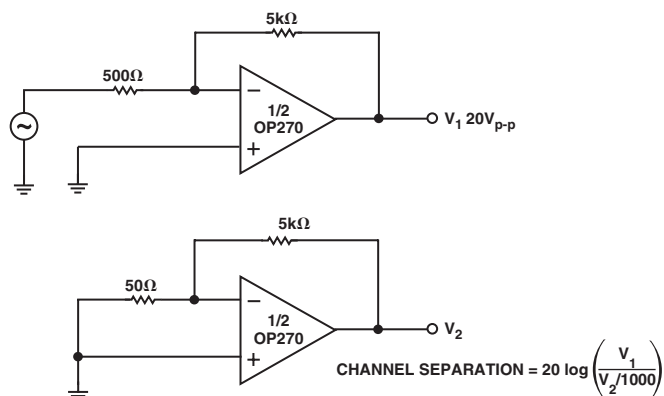 5kΩ
500Ω
−
1/2
OP270
+
~
V1 20Vp-p
5kΩ
50Ω
−
1/2
OP270
+
V2
CHANNEL SEPARATION = 20 log(V1/V2/1000)